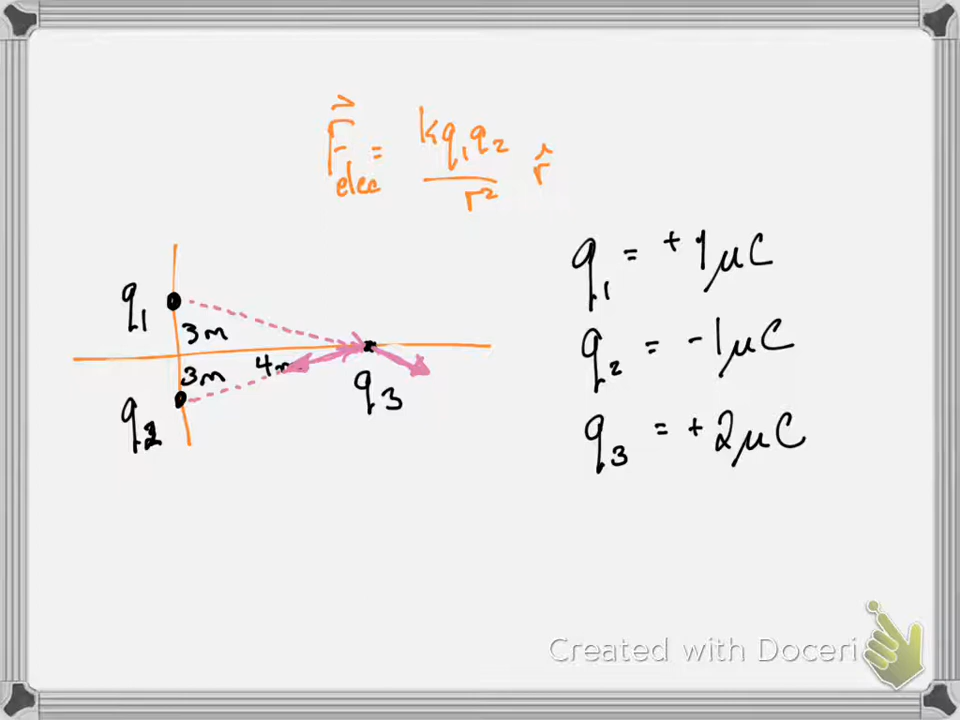 F⃗elec = kq₁q₂ / r² r̂
q₁ = +1μC
q₁
3m
q₂ = -1μC
3m
4m
q₃
q₂
q₃ = +2μC
Created with Doceri